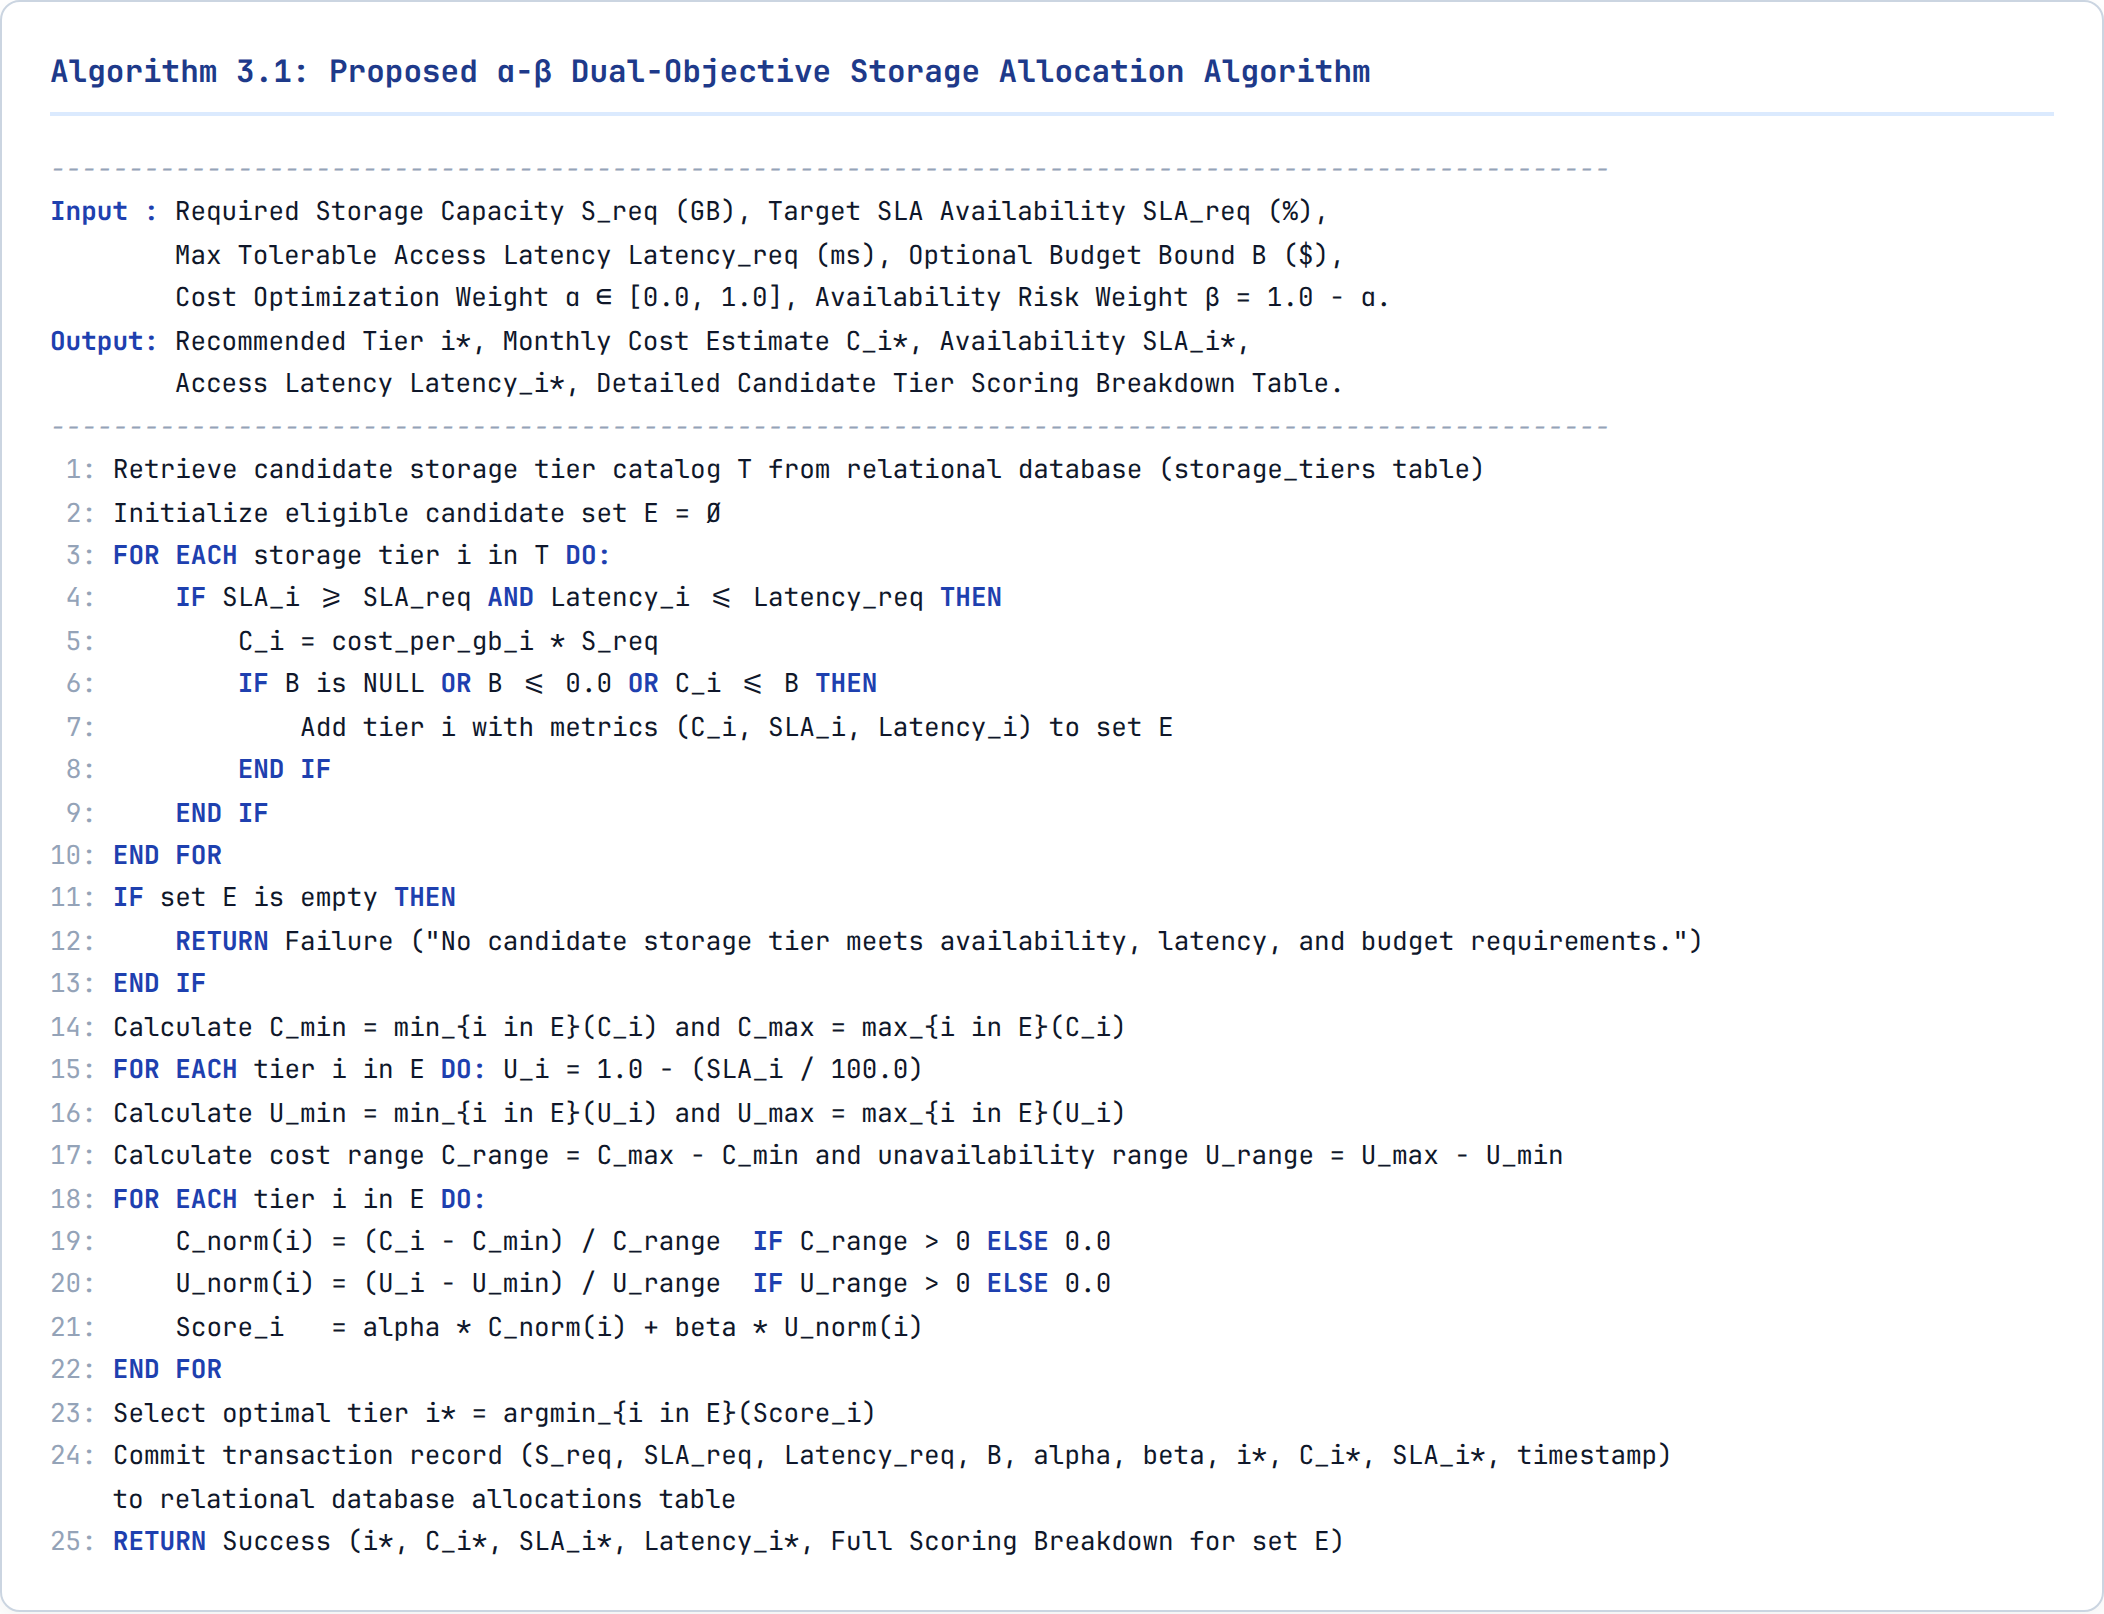 Algorithm 3.1: Proposed α-β Dual-Objective Storage Allocation Algorithm
----------------------------------------------------------------------------------------------------
Input : Required Storage Capacity S_req (GB), Target SLA Availability SLA_req (%),
        Max Tolerable Access Latency Latency_req (ms), Optional Budget Bound B ($),
        Cost Optimization Weight α ∈ [0.0, 1.0], Availability Risk Weight β = 1.0 - α.
Output: Recommended Tier i*, Monthly Cost Estimate C_i*, Availability SLA_i*,
        Access Latency Latency_i*, Detailed Candidate Tier Scoring Breakdown Table.
----------------------------------------------------------------------------------------------------
 1: Retrieve candidate storage tier catalog T from relational database (storage_tiers table)
 2: Initialize eligible candidate set E = Ø
 3: FOR EACH storage tier i in T DO:
 4:     IF SLA_i ≥ SLA_req AND Latency_i ≤ Latency_req THEN
 5:         C_i = cost_per_gb_i * S_req
 6:         IF B is NULL OR B ≤ 0.0 OR C_i ≤ B THEN
 7:             Add tier i with metrics (C_i, SLA_i, Latency_i) to set E
 8:         END IF
 9:     END IF
10: END FOR
11: IF set E is empty THEN
12:     RETURN Failure ("No candidate storage tier meets availability, latency, and budget requirements.")
13: END IF
14: Calculate C_min = min_{i in E}(C_i) and C_max = max_{i in E}(C_i)
15: FOR EACH tier i in E DO: U_i = 1.0 - (SLA_i / 100.0)
16: Calculate U_min = min_{i in E}(U_i) and U_max = max_{i in E}(U_i)
17: Calculate cost range C_range = C_max - C_min and unavailability range U_range = U_max - U_min
18: FOR EACH tier i in E DO:
19:     C_norm(i) = (C_i - C_min) / C_range  IF C_range > 0 ELSE 0.0
20:     U_norm(i) = (U_i - U_min) / U_range  IF U_range > 0 ELSE 0.0
21:     Score_i   = alpha * C_norm(i) + beta * U_norm(i)
22: END FOR
23: Select optimal tier i* = argmin_{i in E}(Score_i)
24: Commit transaction record (S_req, SLA_req, Latency_req, B, alpha, beta, i*, C_i*, SLA_i*, timestamp)
    to relational database allocations table
25: RETURN Success (i*, C_i*, SLA_i*, Latency_i*, Full Scoring Breakdown for set E)